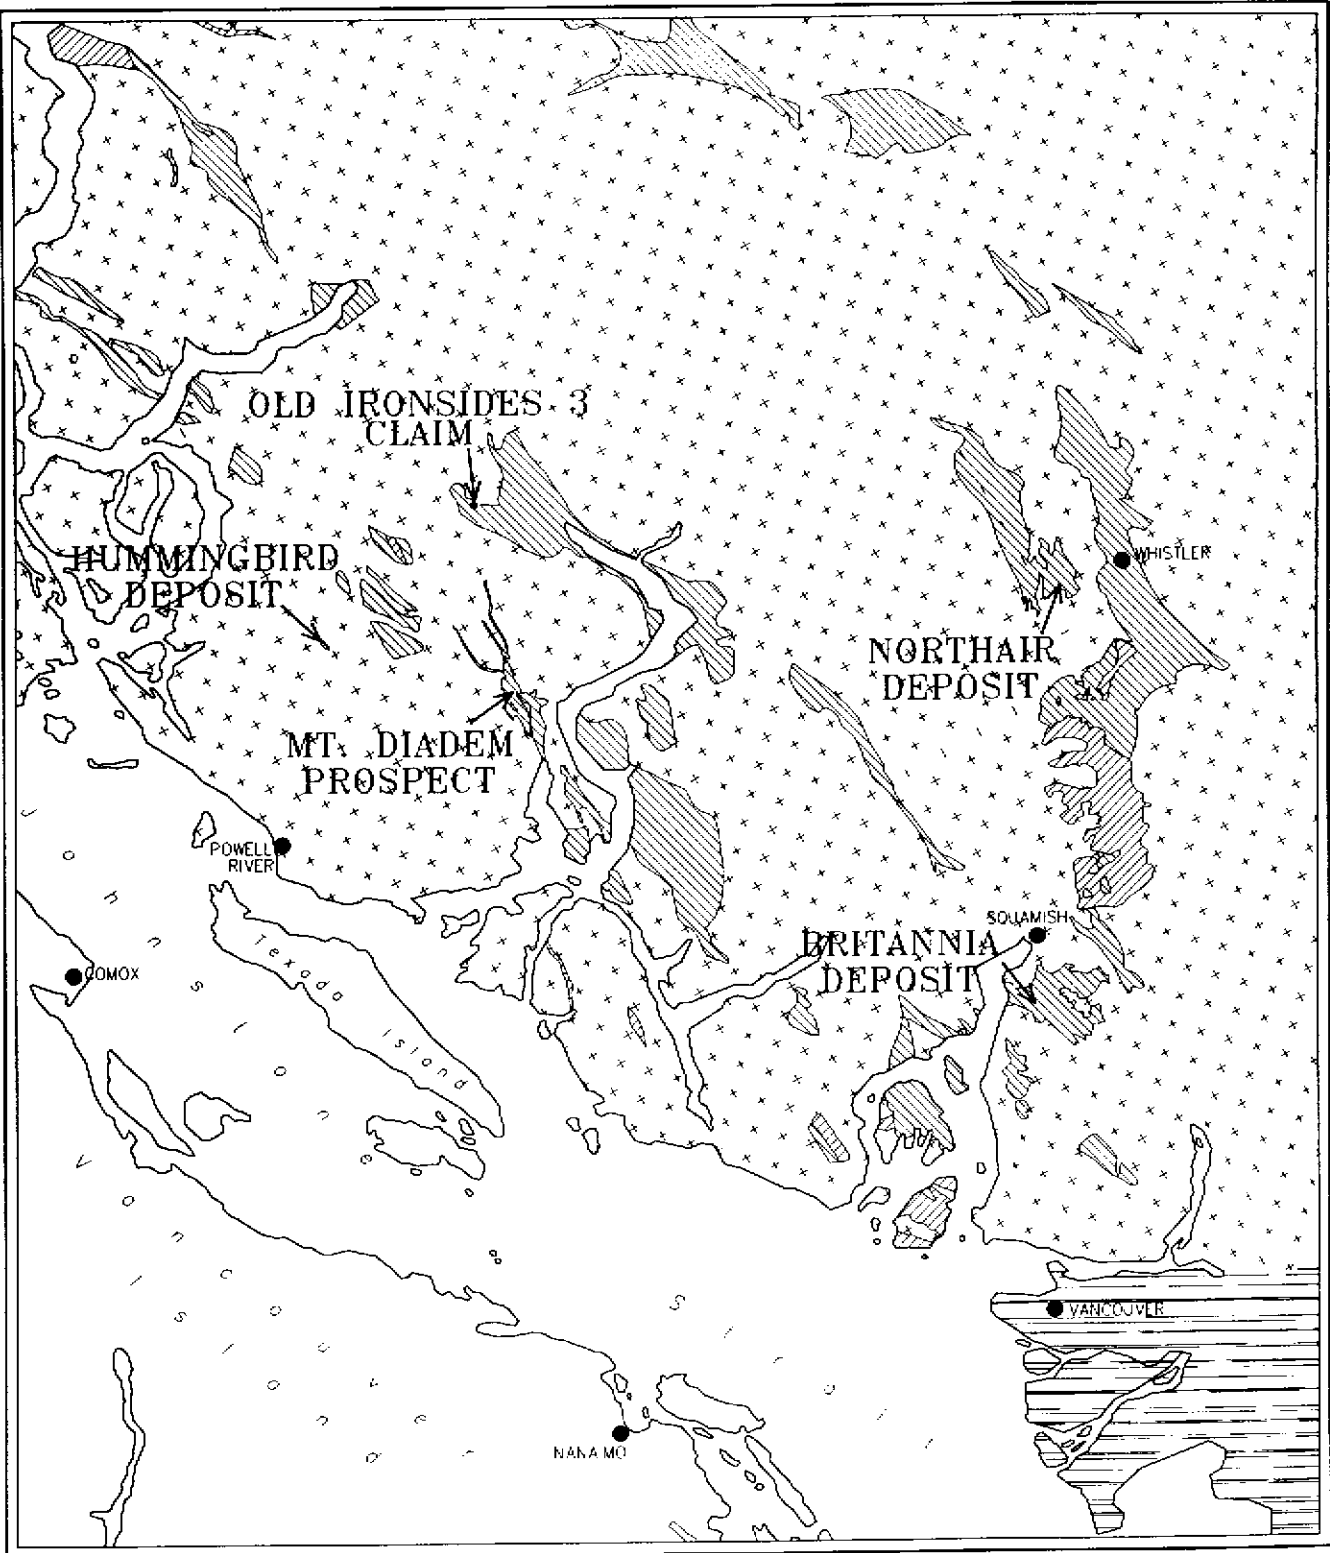 OLD IRONSIDES 3
CLAIM
HUMMINGBIRD
DEPOSIT
WHISTLER
NORTHAIR
DEPOSIT
MT. DIADEM
PROSPECT
POWELL
RIVER
SQUAMISH
BRITANNIA
DEPOSIT
COMOX
Texada Island
VANCOUVER
NANAIMO